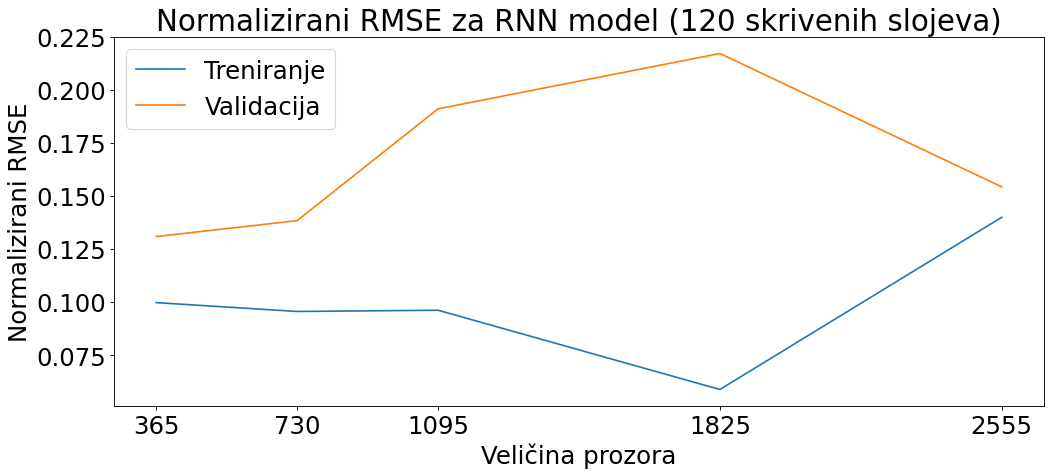 Normalizirani RMSE za RNN model (120 skrivenih slojeva)
Normalizirani RMSE
0.225
0.200
0.175
0.150
0.125
0.100
0.075
Treniranje
Validacija
365 730 1095 1825 2555
Veličina prozora